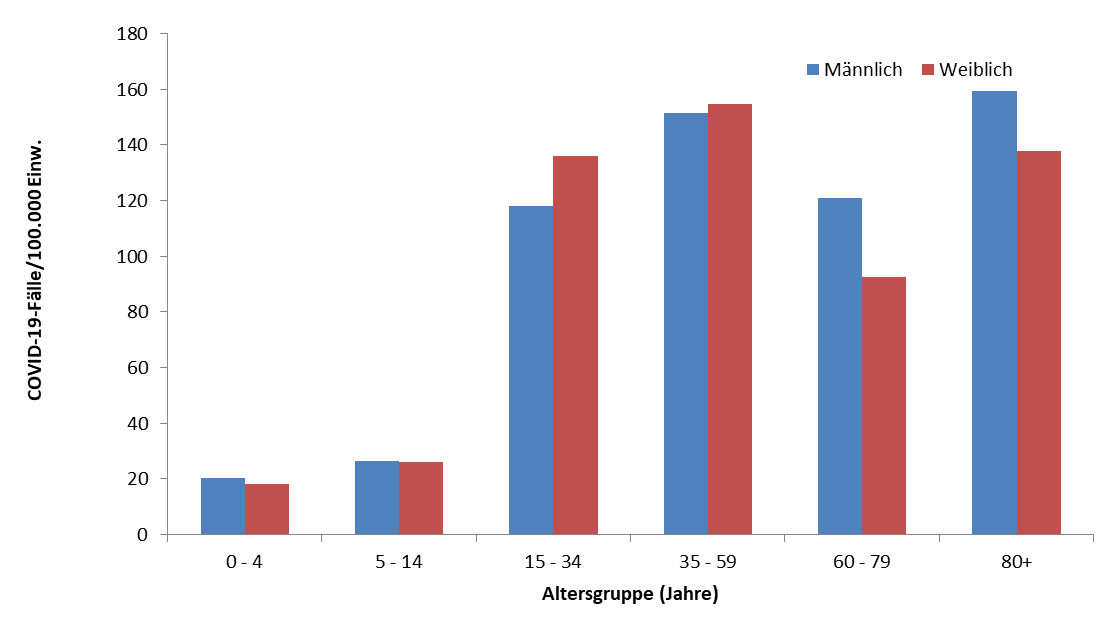 180
Männlich Weiblich
160
140
120
100
80
60
40
20
0
COVID-19-Fälle/100.000 Einw.
0 - 4 5 - 14 15 - 34 35 - 59 60 - 79 80+
Altersgruppe (Jahre)